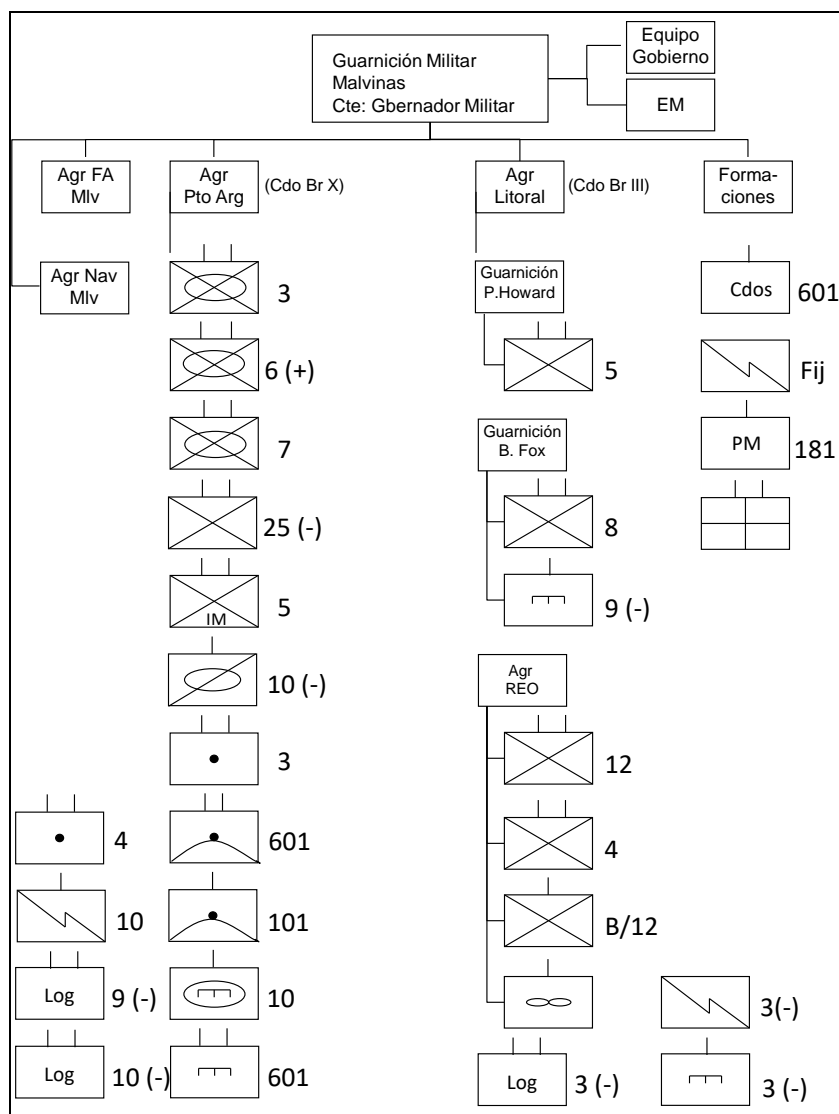 Guarnición Militar
Malvinas
Cte: Gbernador Militar
Equipo
Gobierno
EM
Agr FA
Mlv
Agr
Pto Arg
(Cdo Br X)
Agr
Litoral
(Cdo Br III)
Forma-
ciones
Agr Nav
Mlv
3
6 (+)
7
25 (-)
IM
5
10 (-)
3
4
601
10
101
Log
9 (-)
10
Log
10 (-)
601
Guarnición
P.Howard
5
Guarnición
B. Fox
8
9 (-)
Agr
REO
12
4
B/12
Log
3 (-)
Cdos
601
Fij
PM
181
3(-)
3 (-)